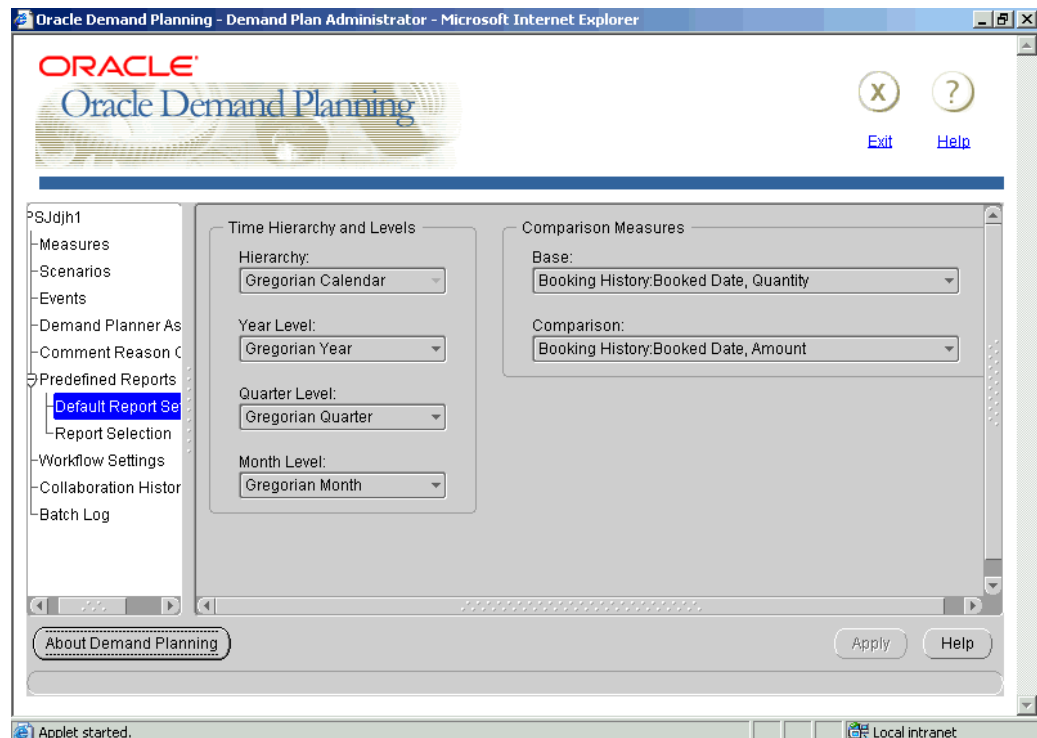 Oracle Demand Planning - Demand Plan Administrator - Microsoft Internet Explorer
ORACLE
Oracle Demand Planning
X
?
Exit
Help
PSJdjh1
Measures
Scenarios
Events
Demand Planner As
Comment Reason C
Predefined Reports
Default Report Set
Report Selection
Workflow Settings
Collaboration Histor
Batch Log
Time Hierarchy and Levels
Hierarchy:
Gregorian Calendar
Year Level:
Gregorian Year
Quarter Level:
Gregorian Quarter
Month Level:
Gregorian Month
Comparison Measures
Base:
Booking History:Booked Date, Quantity
Comparison:
Booking History:Booked Date, Amount
About Demand Planning
Apply
Help
Applet started.
Local intranet